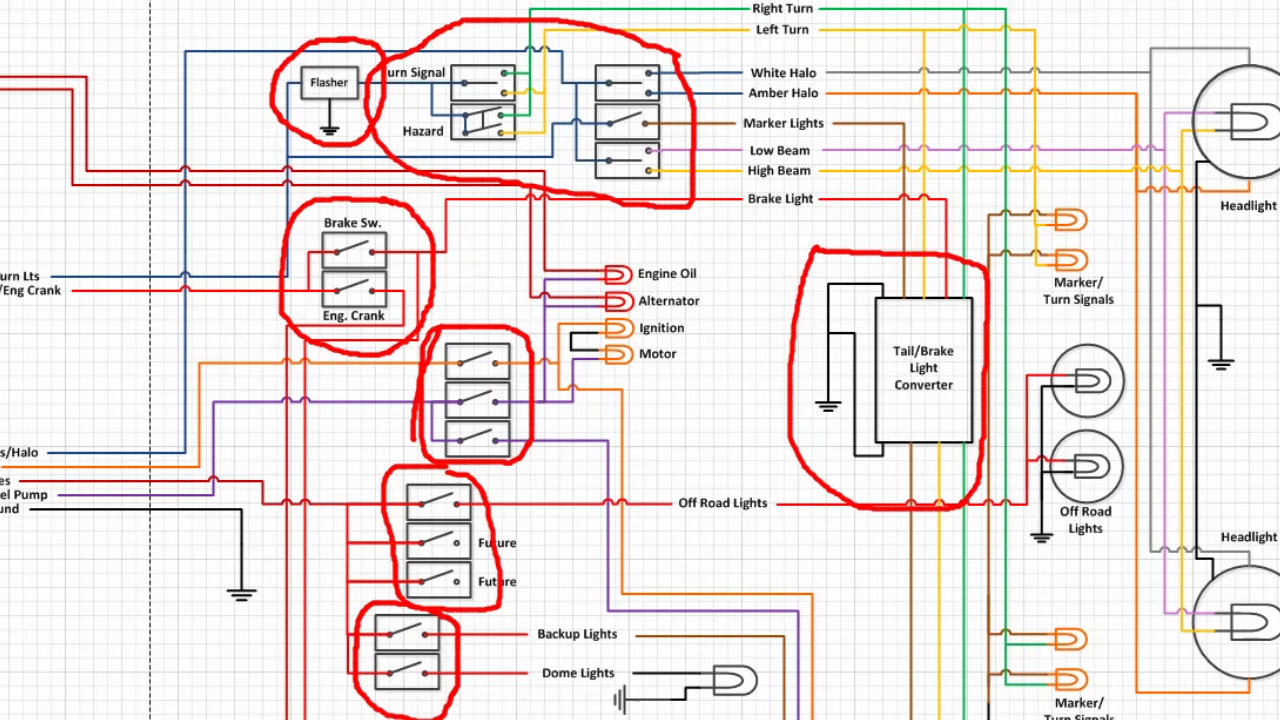 Right Turn
Left Turn
Flasher
urn Signal
White Halo
Amber Halo
Hazard
Marker Lights
Low Beam
High Beam
Brake Light
Headlight
Brake Sw.
urn Lts
/Eng Crank
Eng. Crank
Engine Oil
Alternator
Ignition
Motor
Marker/
Turn Signals
Tail/Brake
Light
Converter
s/Halo
es
el Pump
und
Off Road Lights
Off Road
Lights
Future
Future
Headlight
Backup Lights
Dome Lights
Marker/
Turn Signals